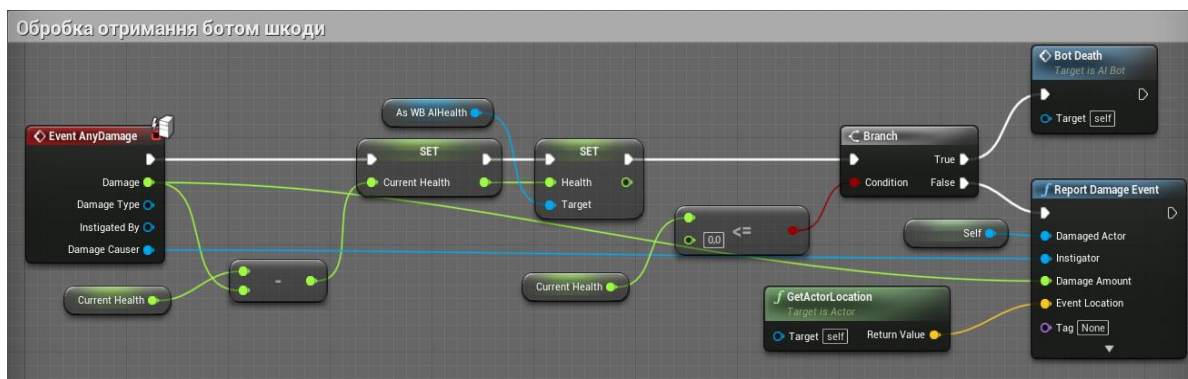 Обробка отримання ботом шкоди
Bot Death
Target is AI Bot
Target self
As WB AIHealth
Event AnyDamage
Damage
Damage Type
Instigated By
Damage Causer
SET
Current Health
SET
Health
Target
Branch
True
Condition
False
Report Damage Event
Damaged Actor
Instigator
Damage Amount
Event Location
Tag None
Self
0,0 <=
Current Health
-
Current Health
GetActorLocation
Target is Actor
Target self
Return Value